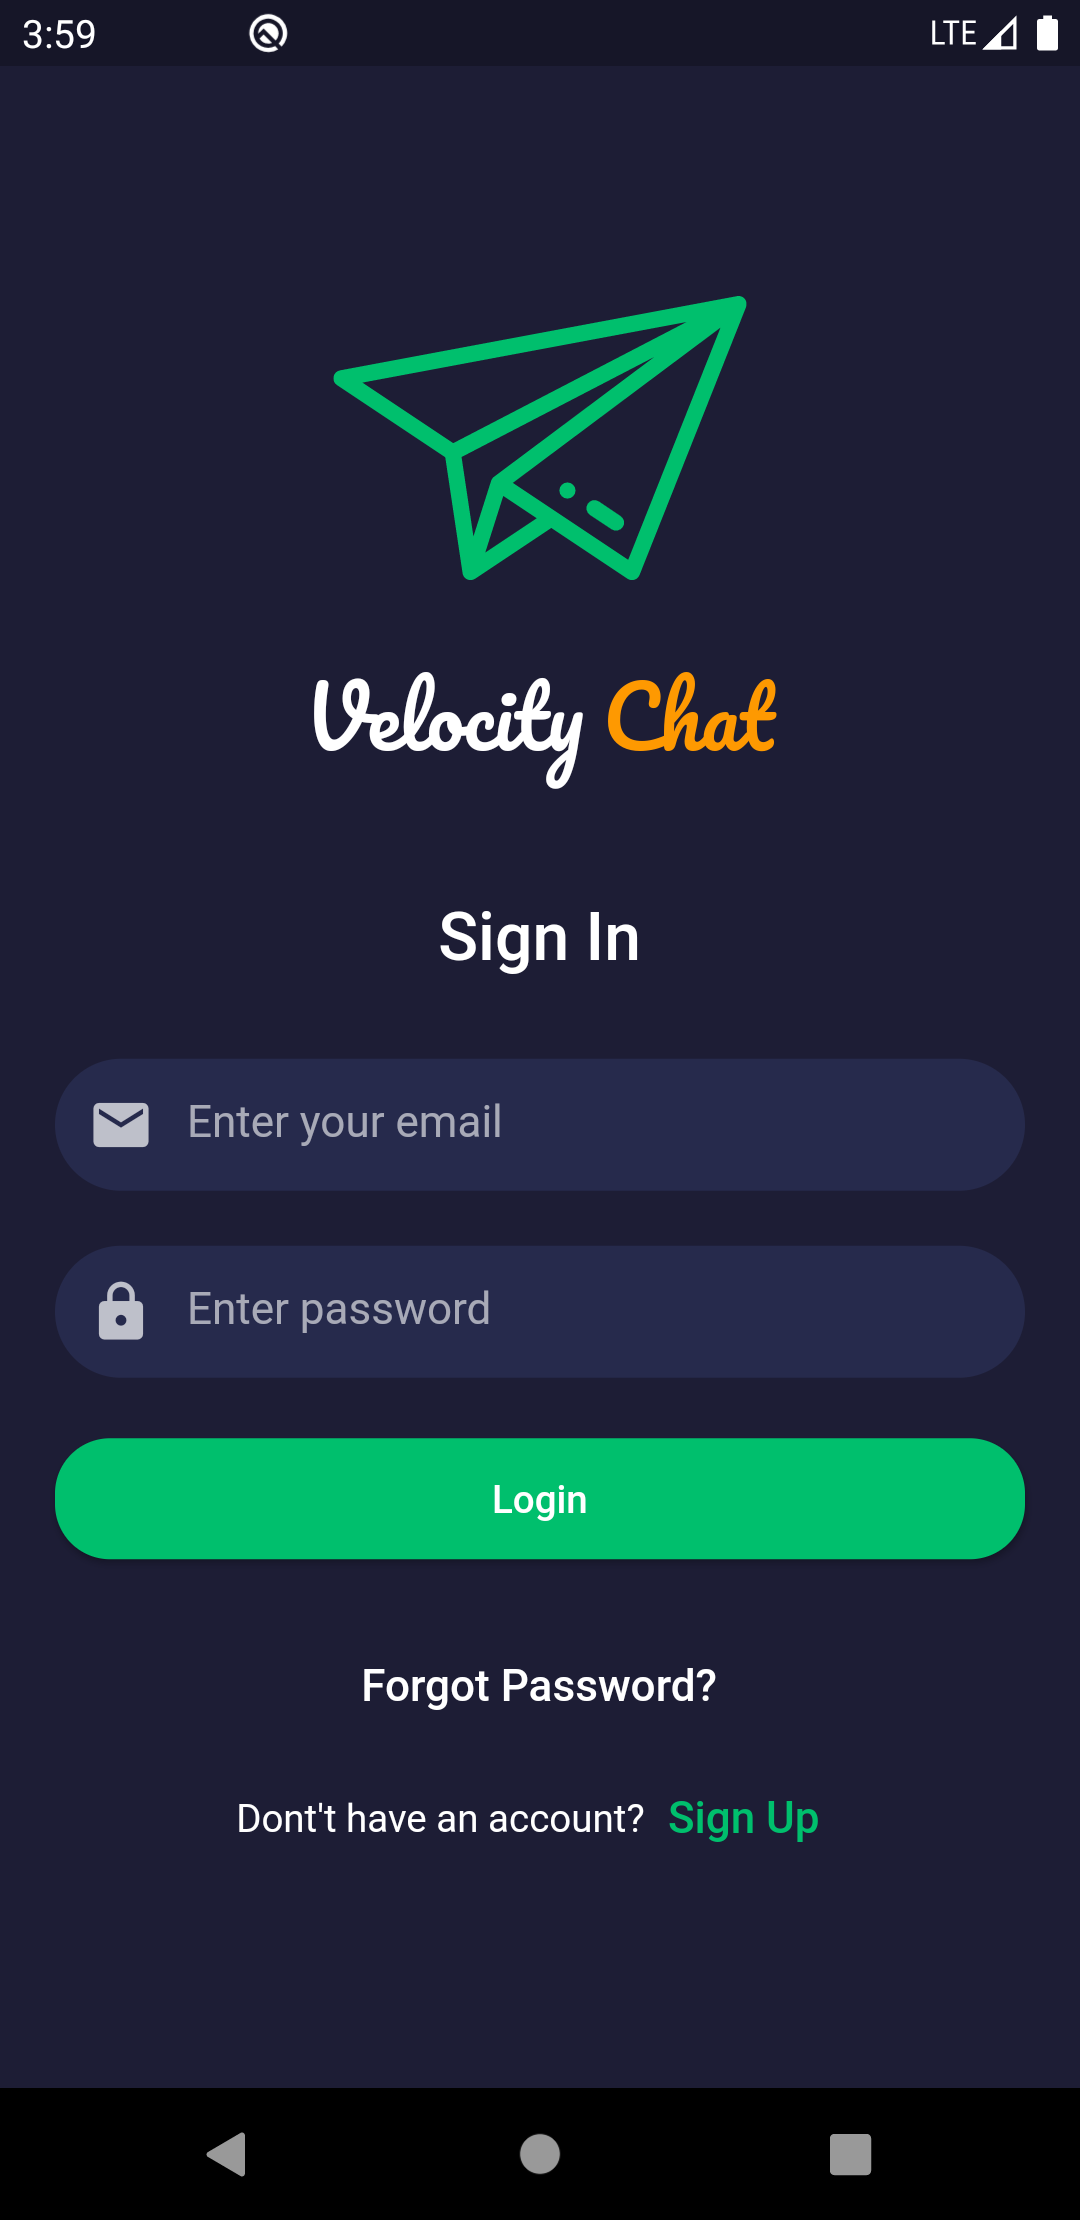 3:59 LTE
Velocity Chat
Sign In
Enter your email
Enter password
Login
Forgot Password?
Dont't have an account? Sign Up